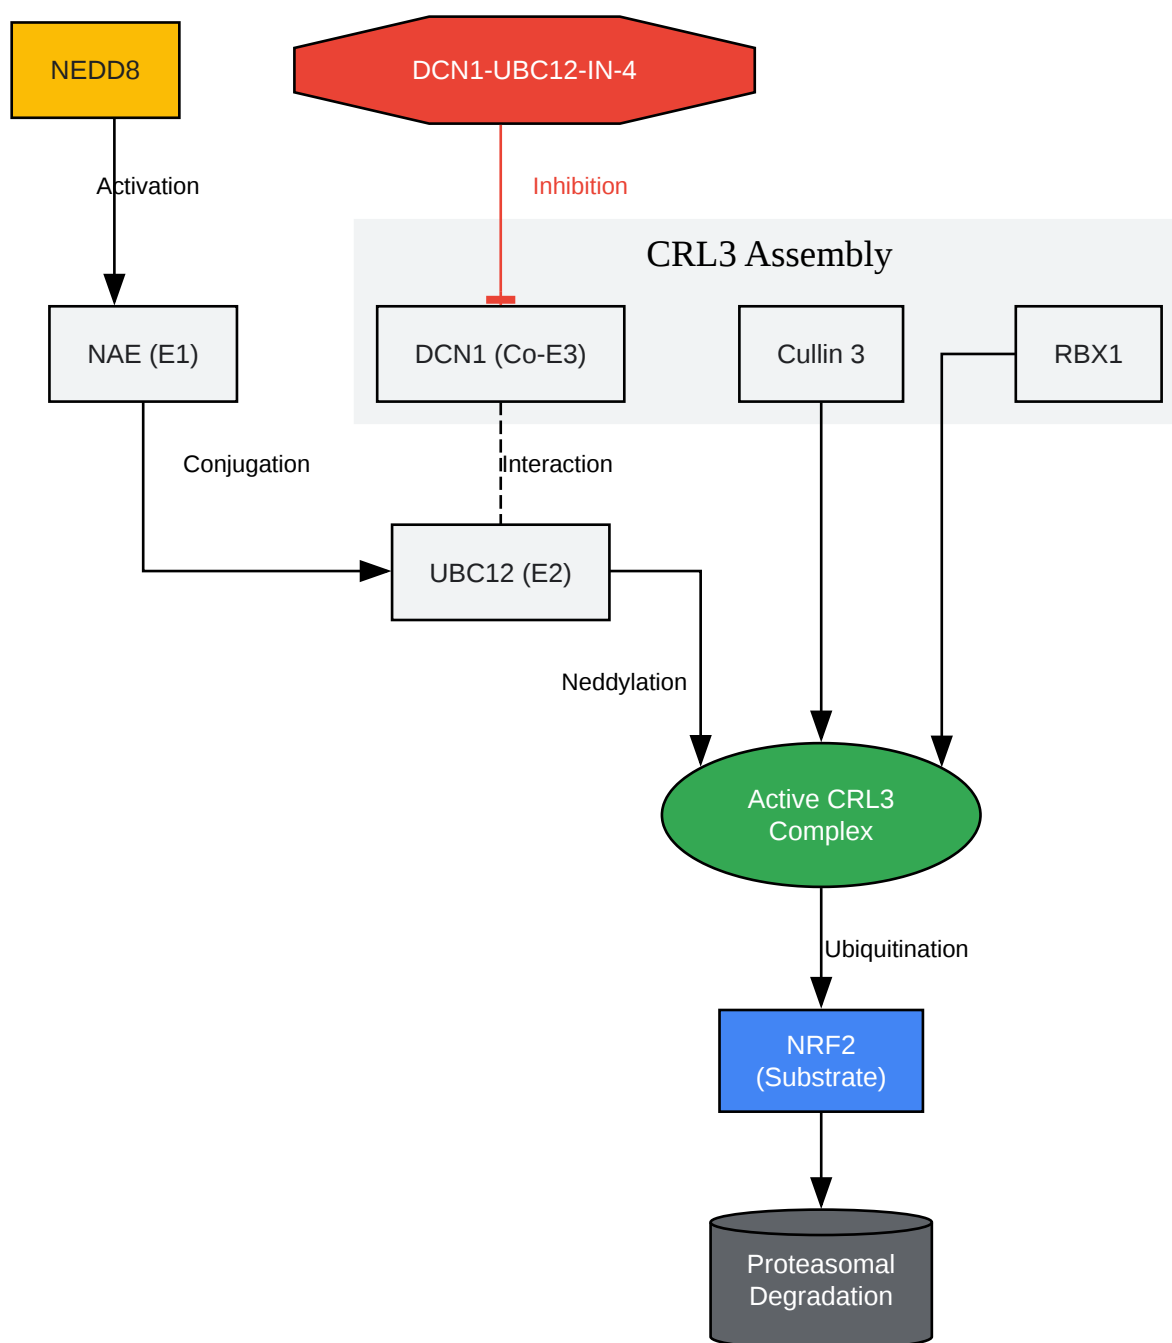 NEDD8
DCN1-UBC12-IN-4
Activation
Inhibition
CRL3 Assembly
NAE (E1)
DCN1 (Co-E3)
Cullin 3
RBX1
Conjugation
Interaction
UBC12 (E2)
Neddylation
Active CRL3
Complex
Ubiquitination
NRF2
(Substrate)
Proteasomal
Degradation